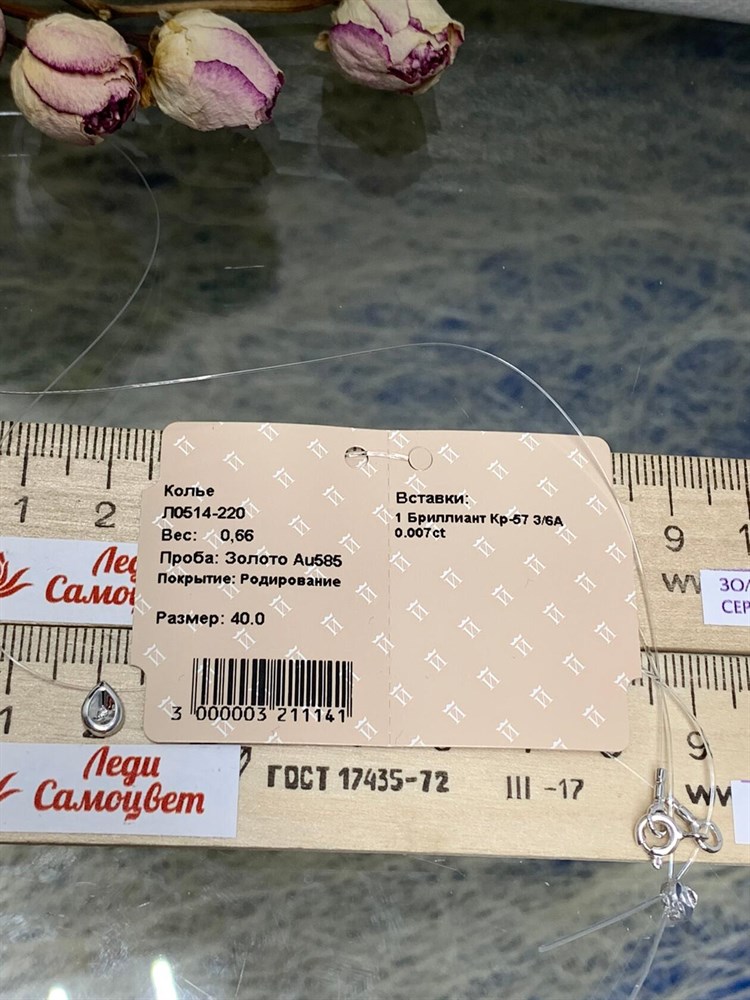 Колье
Л0514-220
Вес: 0,66
Проба: Золото Au585
Покрытие: Родирование
Размер: 40.0
3 000003 211141
Вставки:
1 Бриллиант Кр-57 3/6А
0.007ct
1 2
9
Леди
1
9
Леди
Самоцвет
ГОСТ 17435-72 III -17